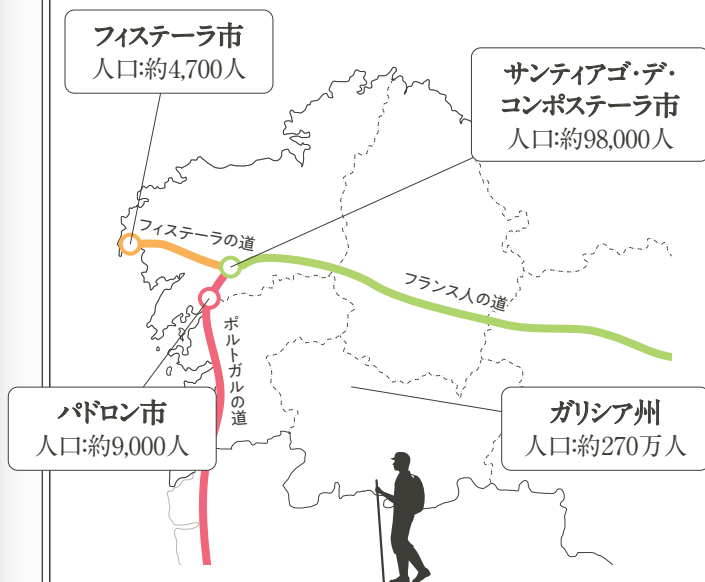 フィステーラ市
人口:約4,700人
サンティアゴ・デ・
コンポステーラ市
人口:約98,000人
フィステーラの道
フランス人の道
ポルトガルの道
パドロン市
人口:約9,000人
ガリシア州
人口:約270万人